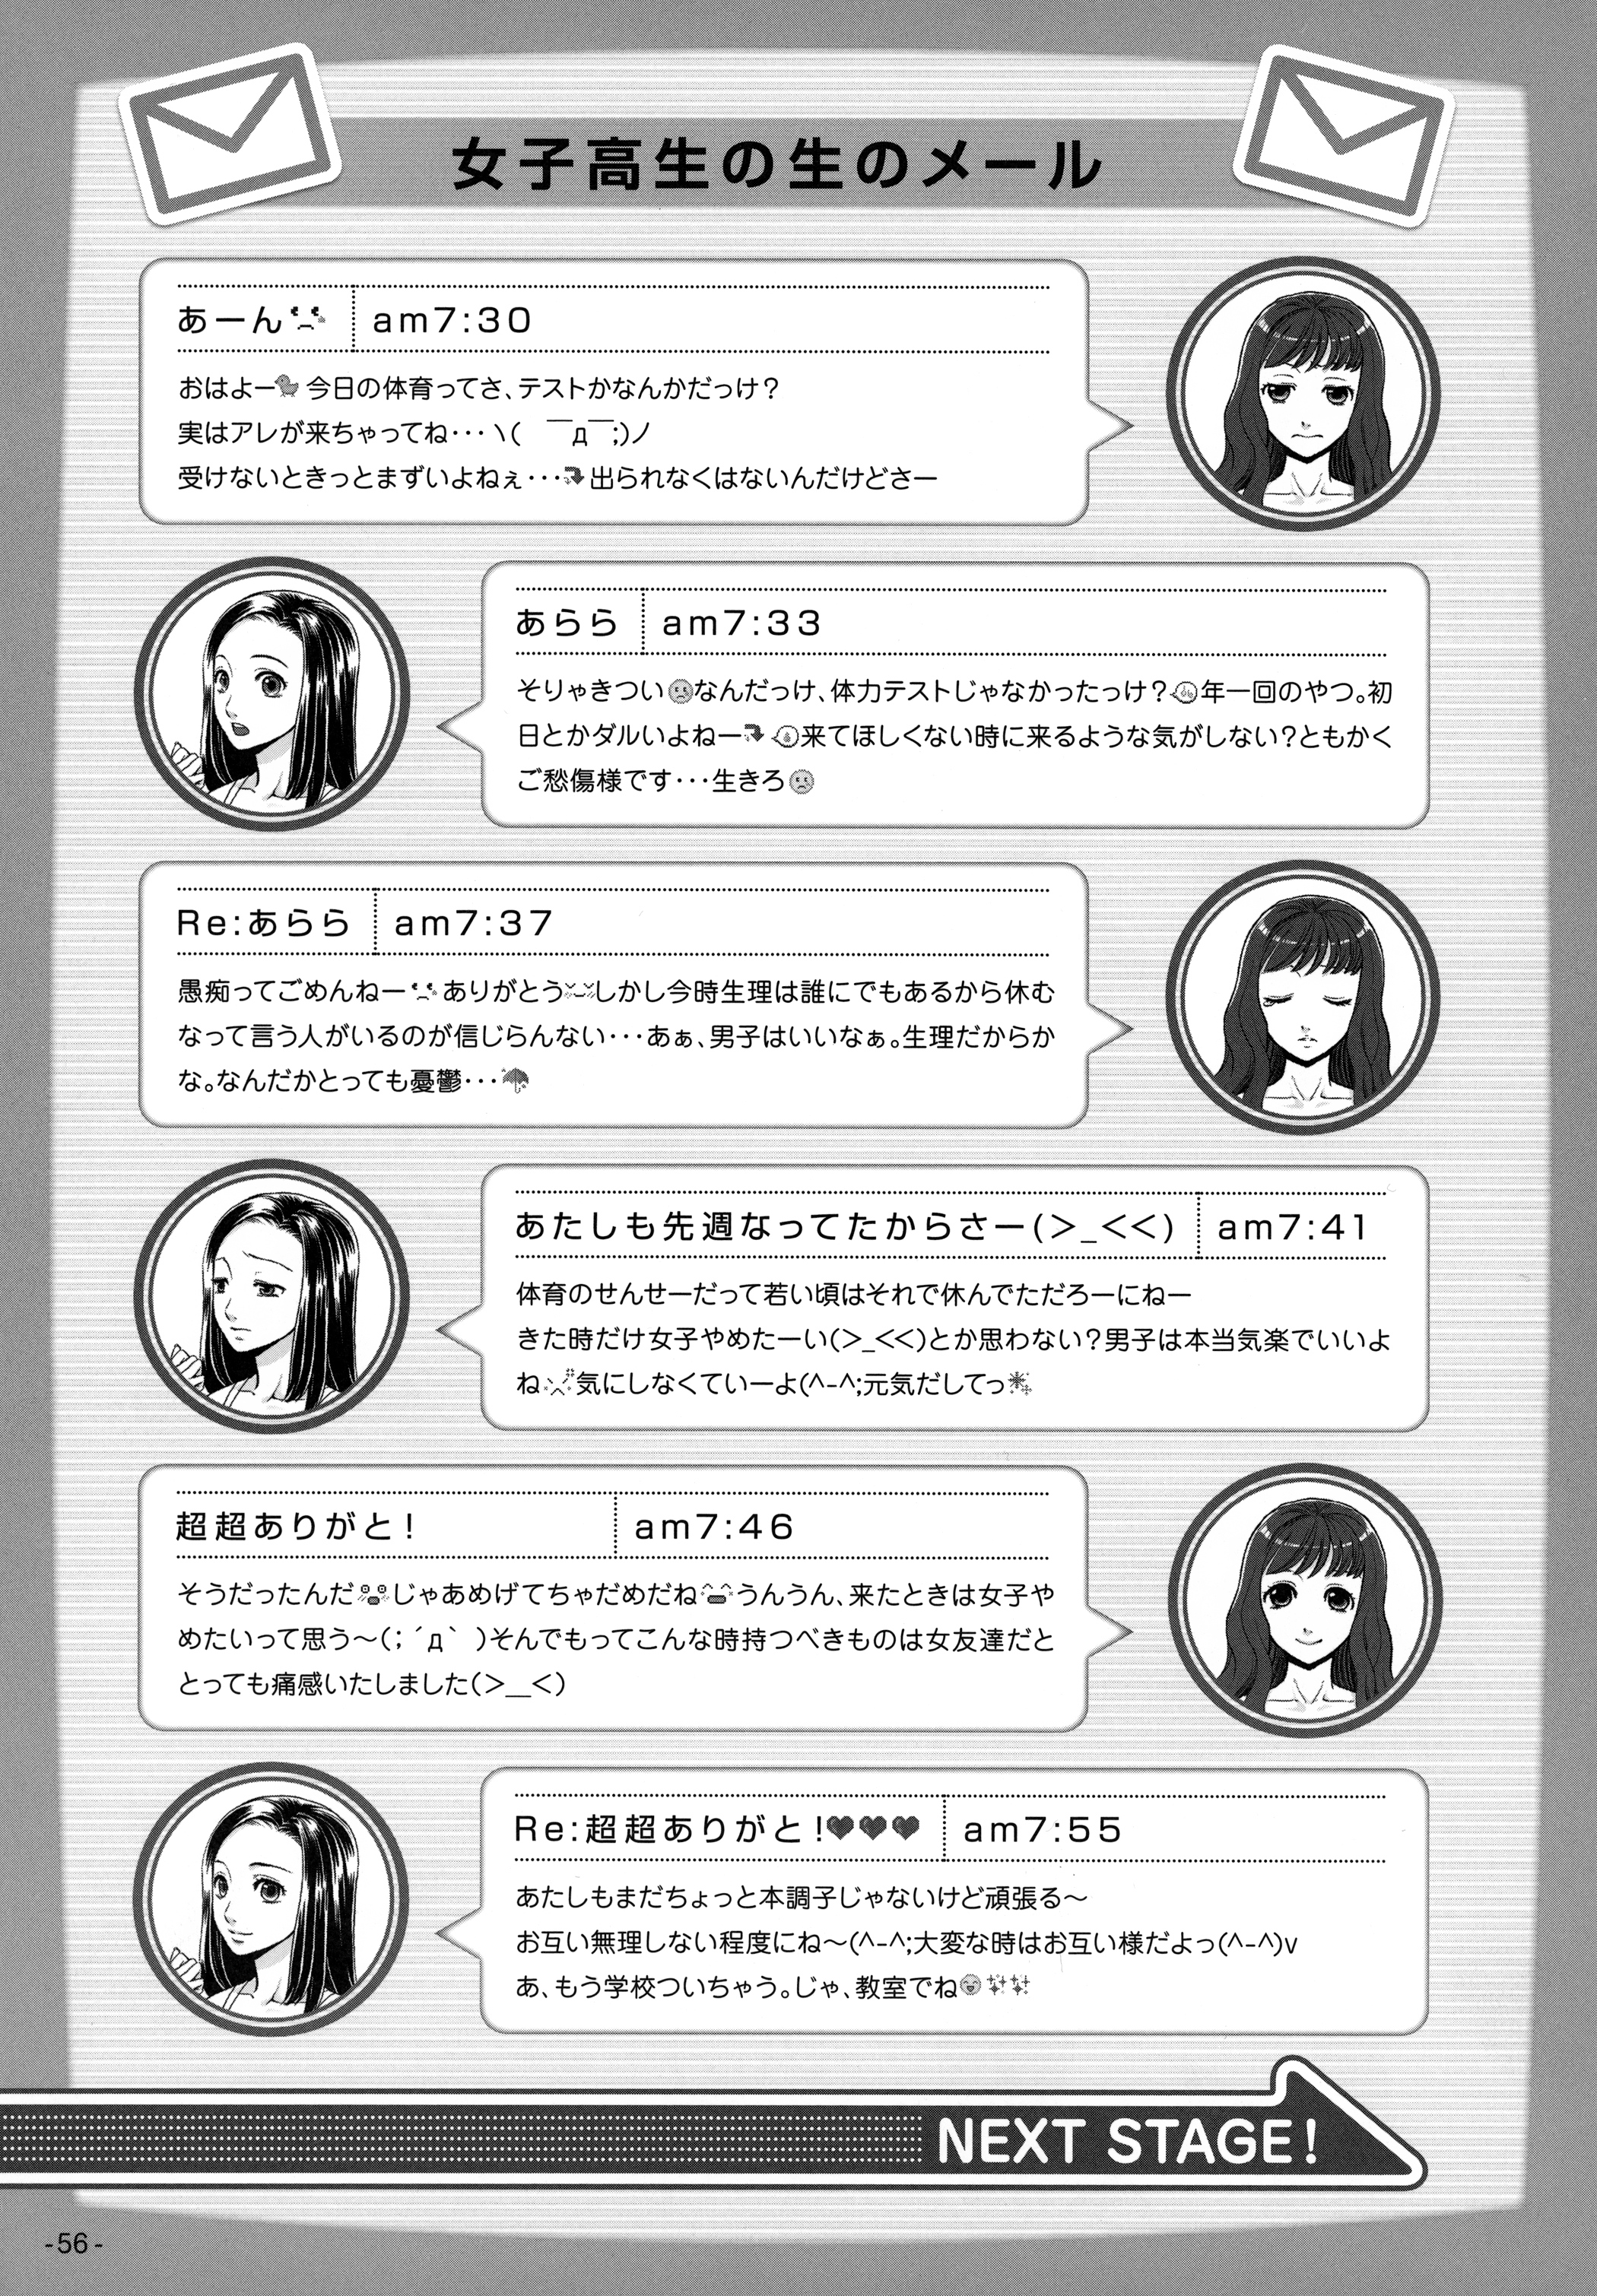 女子高生の生のメール
あーん am7:30
おはよー 今日の体育ってさ、テストかなんかだっけ？
実はアレが来ちゃってね･･･ヽ(　￣д￣;)ノ
受けないときっとまずいよねぇ･･･出られなくはないんだけどさー
あらら am7:33
そりゃきついなんだっけ、体力テストじゃなかったっけ？年一回のやつ。初
日とかダルいよねー 来てほしくない時に来るような気がしない？ともかく
ご愁傷様です･･･生きろ
Re:あらら am7:37
愚痴ってごめんねーありがとうしかし今時生理は誰にでもあるから休む
なって言う人がいるのが信じらんない･･･あぁ、男子はいいなぁ。生理だからか
な。なんだかとっても憂鬱･･･
あたしも先週なってたからさー(＞_＜＜) am7:41
体育のせんせーだって若い頃はそれで休んでただろーにねー
きた時だけ女子やめたーい(＞_＜＜)とか思わない？男子は本当気楽でいいよ
ね気にしなくていーよ(^-^;元気だしてっ
超超ありがと！ am7:46
そうだったんだじゃあめげてちゃだめだねうんうん、来たときは女子や
めたいって思う～(；´д｀)そんでもってこんな時持つべきものは女友達だと
とっても痛感いたしました(＞__＜)
Re:超超ありがと！♥♥♥ am7:55
あたしもまだちょっと本調子じゃないけど頑張る～
お互い無理しない程度にね～(^-^;大変な時はお互い様だよっ(^-^)v
あ、もう学校ついちゃう。じゃ、教室でね
NEXT STAGE!
-56-